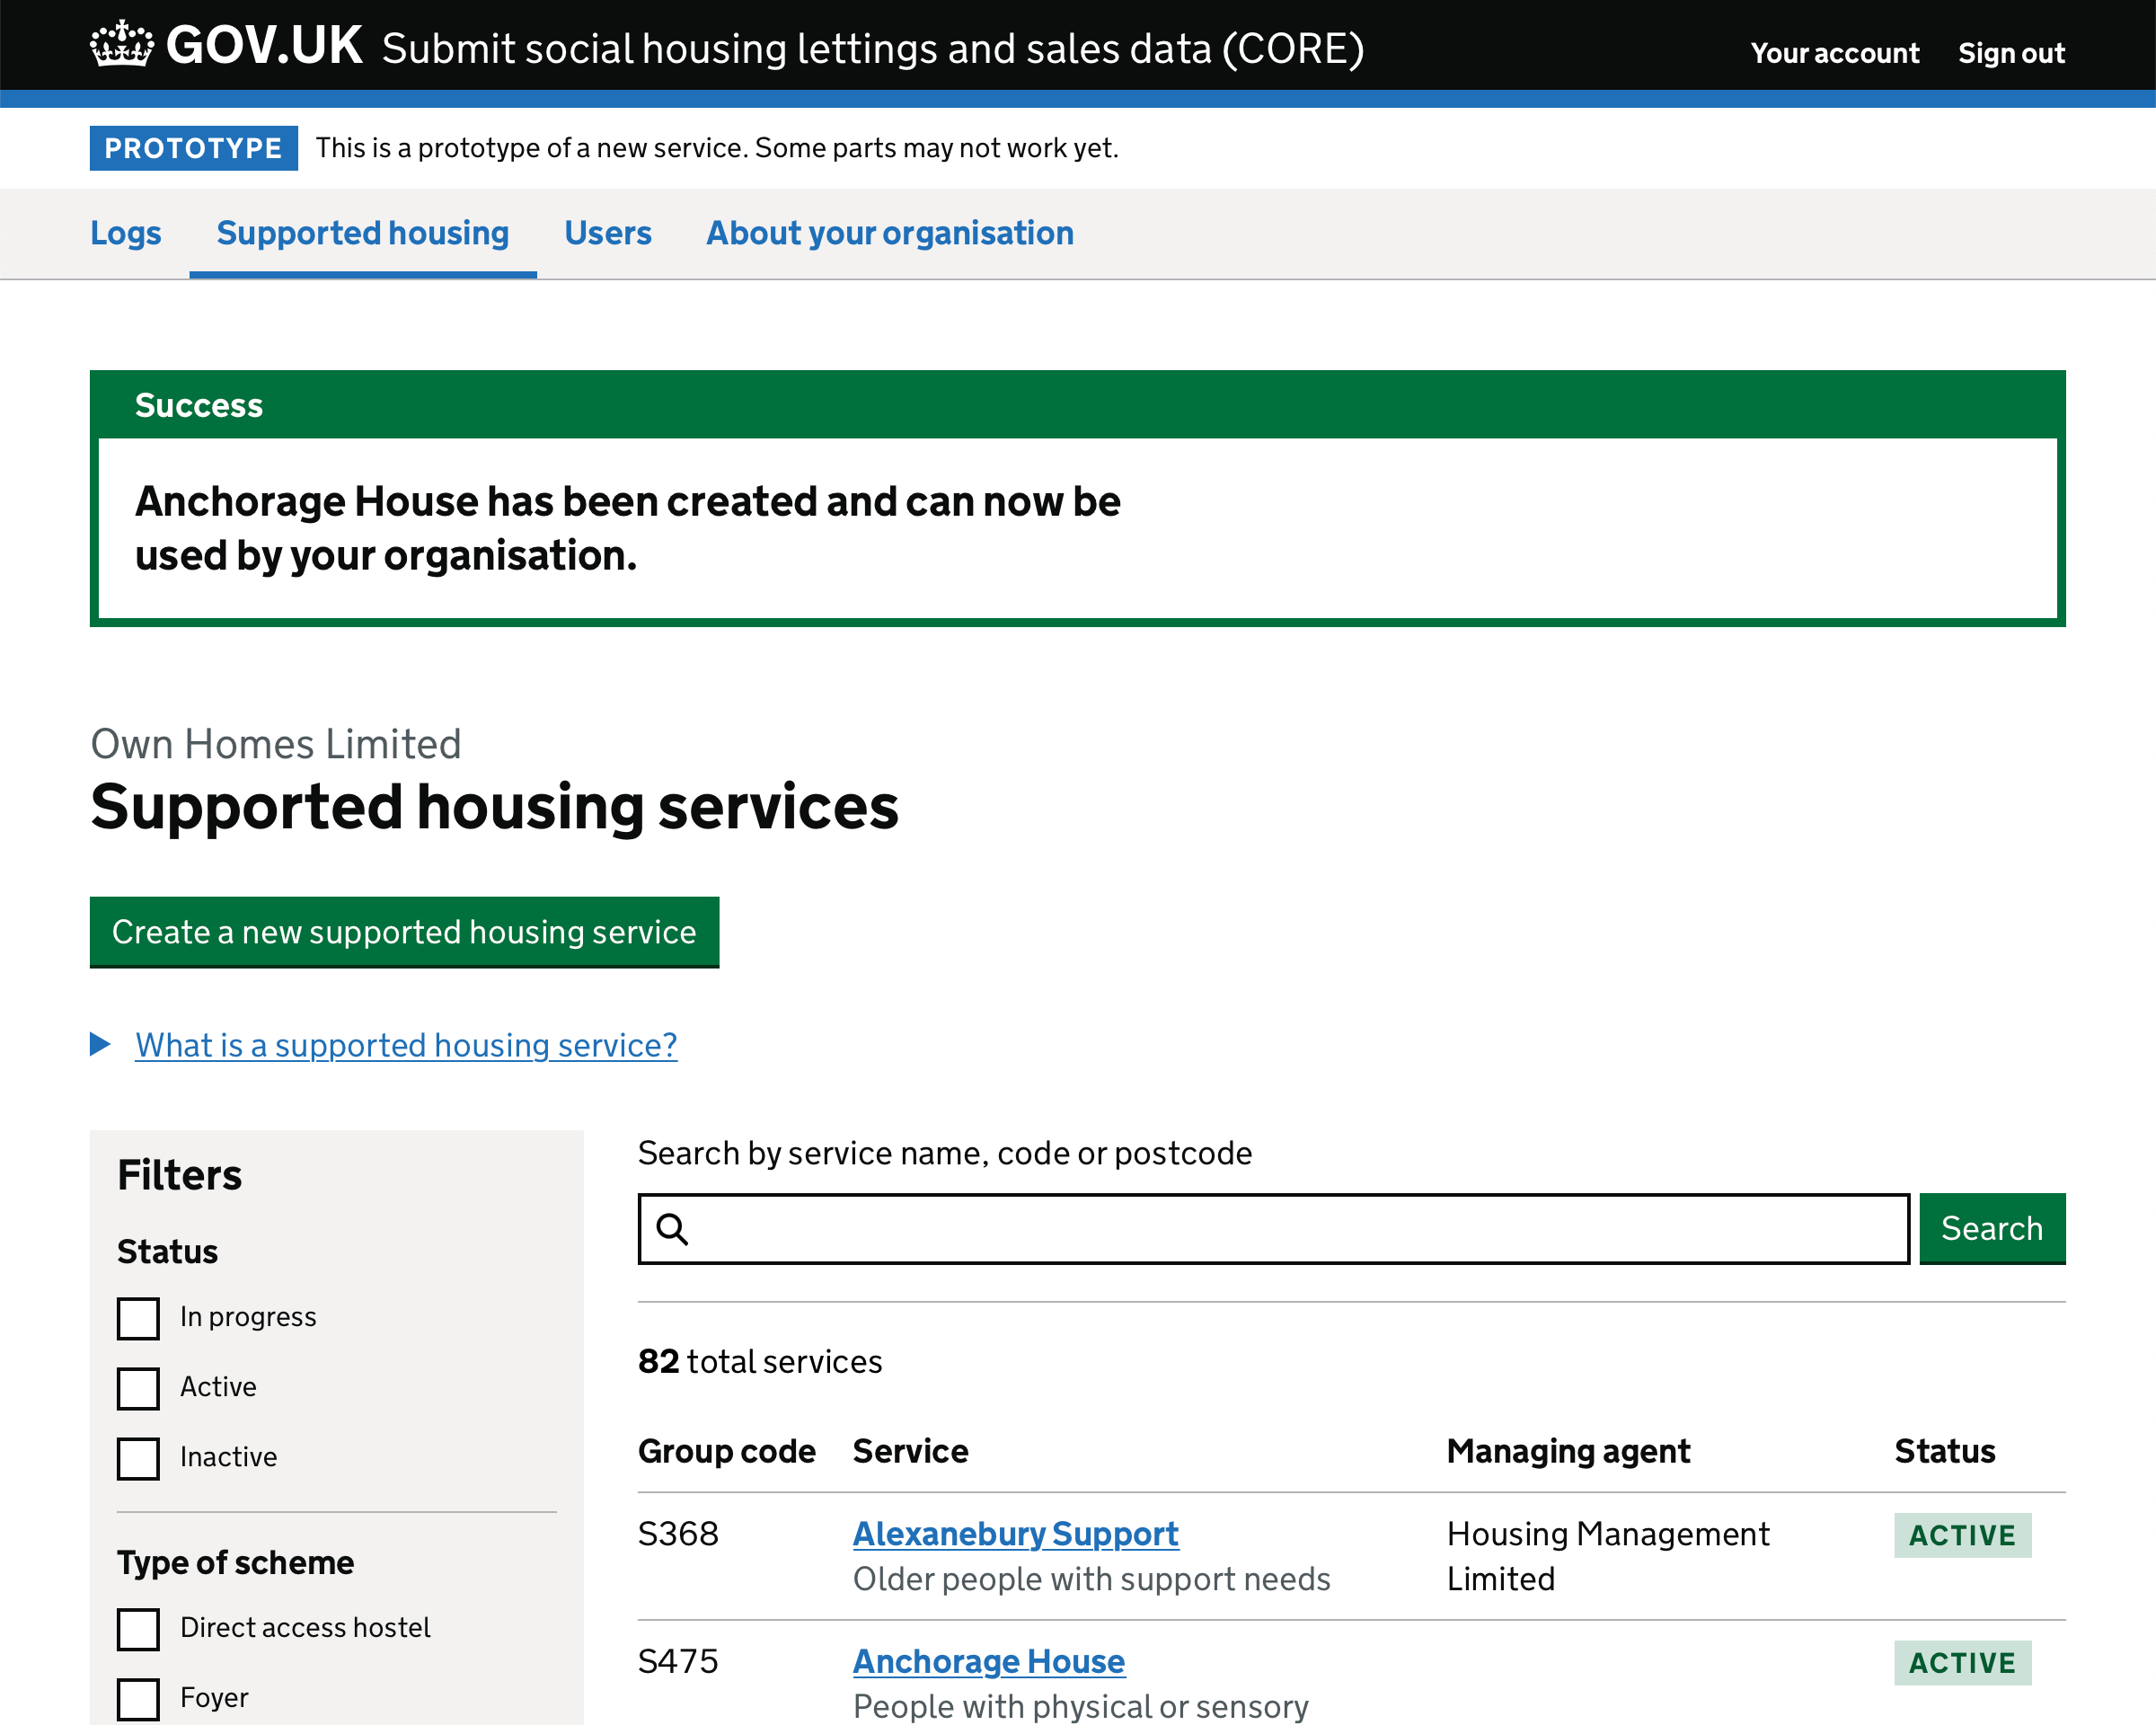 GOV.UK Submit social housing lettings and sales data (CORE) Your account Sign out
PROTOTYPE This is a prototype of a new service. Some parts may not work yet.
Logs Supported housing Users About your organisation
Success
Anchorage House has been created and can now be
used by your organisation.
Own Homes Limited
Supported housing services
Create a new supported housing service
What is a supported housing service?
Filters
Status
In progress
Active
Inactive
Type of scheme
Direct access hostel
Foyer
Search by service name, code or postcode
Search
82 total services
Group code Service Managing agent Status
S368 Alexanebury Support Housing Management ACTIVE
Older people with support needs Limited
S475 Anchorage House ACTIVE
People with physical or sensory